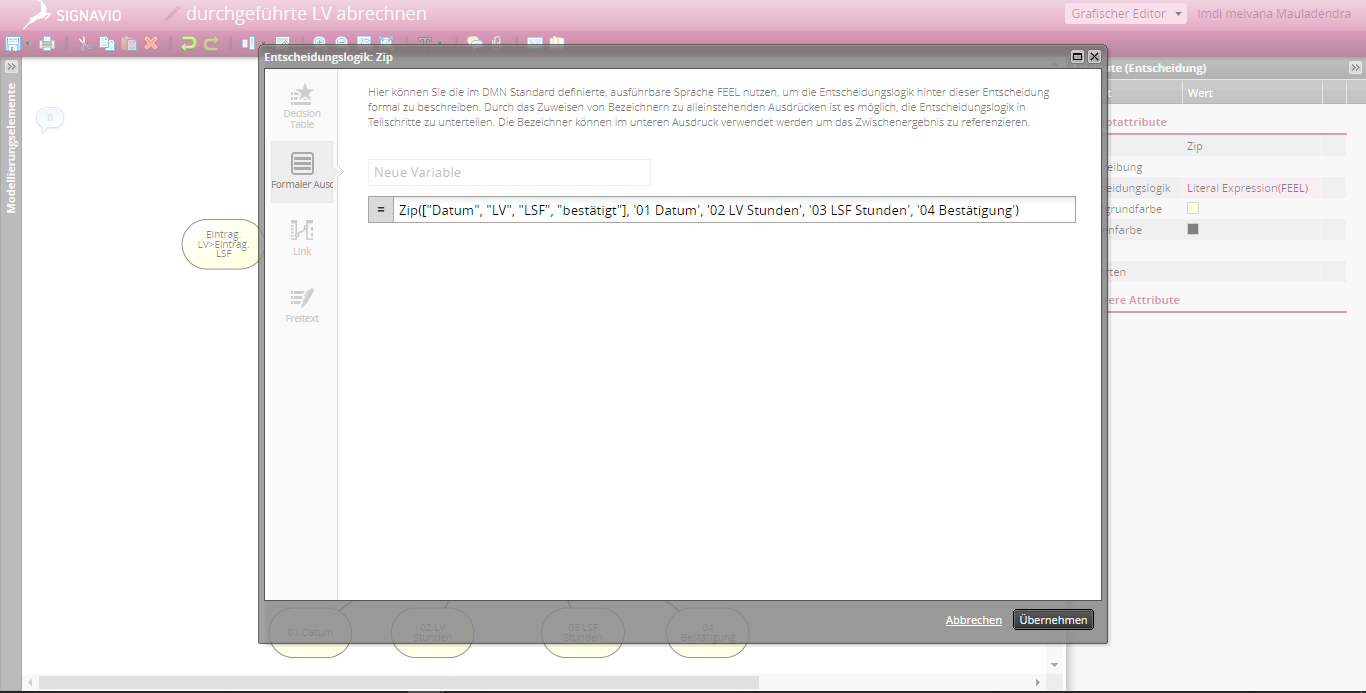 SIGNAVIO
durchgeführte LV abrechnen
Grafischer Editor
Imdi melvana Mauladendra
Modellierungselemente
0
Eintrag.
LV>Eintrag.
LSF
Entscheidungslogik: Zip
Decision
Table
Formaler Ausd
Link
Freitext
Hier können Sie die im DMN Standard definierte, ausführbare Sprache FEEL nutzen, um die Entscheidungslogik hinter dieser Entscheidung
formal zu beschreiben. Durch das Zuweisen von Bezeichnern zu alleinstehenden Ausdrücken ist es möglich, die Entscheidungslogik in
Teilschritte zu unterteilen. Die Bezeichner können im unteren Ausdruck verwendet werden um das Zwischenergebnis zu referenzieren.
Neue Variable
= Zip(["Datum", "LV", "LSF", "bestätigt"], '01 Datum', '02 LV Stunden', '03 LSF Stunden', '04 Bestätigung')
Abbrechen
Übernehmen
01 Datum
02 LV
Stunden
03 LSF
Stunden
04
Bestätigung
ute (Entscheidung)
t Wert
ptattribute
Zip
eibung
eidungslogik Literal Expression(FEEL)
grundfarbe
enfarbe
rten
ere Attribute